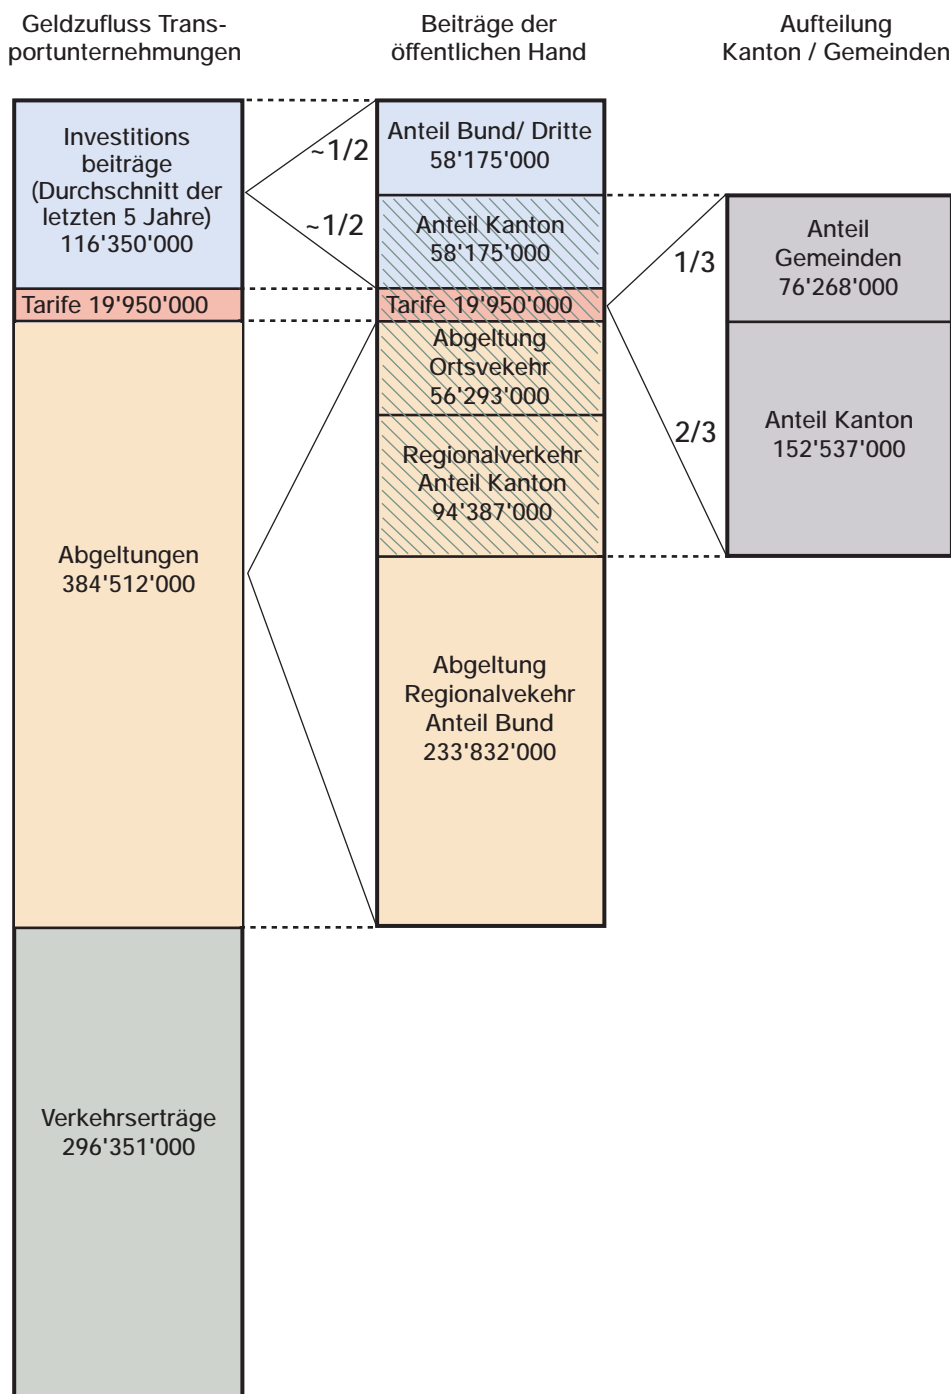 Geldzufluss Trans-
portunternehmungen
Beiträge der
öffentlichen Hand
Aufteilung
Kanton / Gemeinden
Investitions
beiträge
(Durchschnitt der
letzten 5 Jahre)
116'350'000
Tarife 19'950'000
Abgeltungen
384'512'000
Verkehrserträge
296'351'000
~1/2
~1/2
Anteil Bund/ Dritte
58'175'000
Anteil Kanton
58'175'000
Tarife 19'950'000
Abgeltung
Ortsvekehr
56'293'000
Regionalverkehr
Anteil Kanton
94'387'000
Abgeltung
Regionalvekehr
Anteil Bund
233'832'000
1/3
2/3
Anteil
Gemeinden
76'268'000
Anteil Kanton
152'537'000